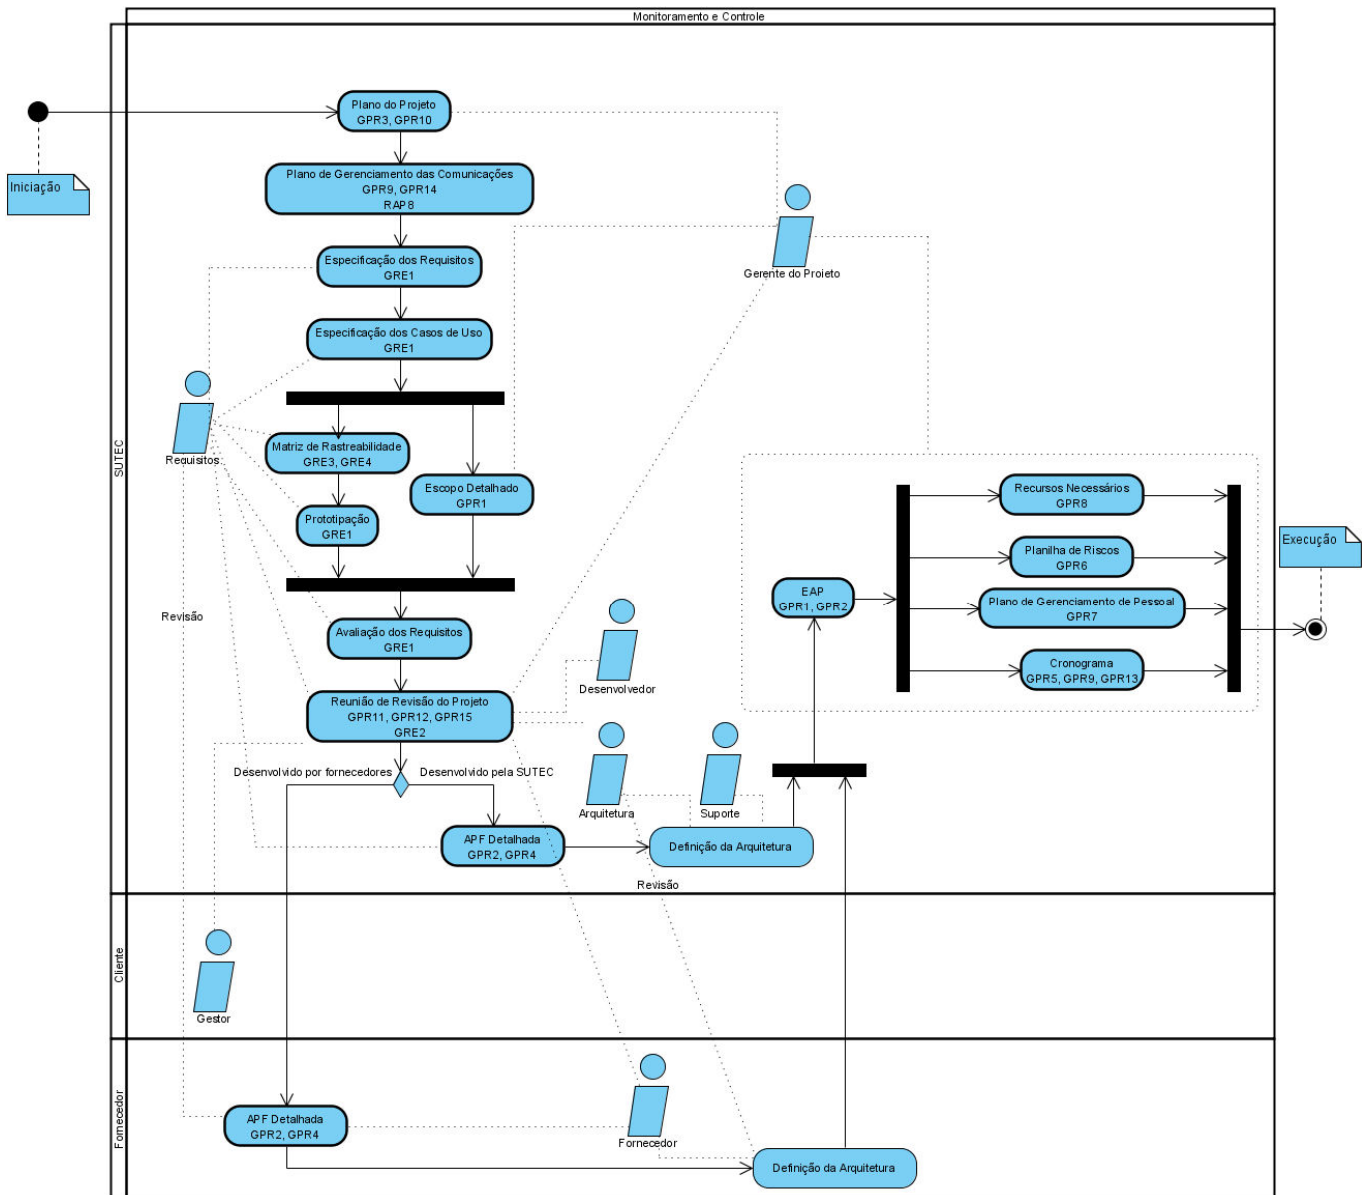 Monitoramento e Controle
Plano do Projeto
GPR3, GPR10
Iniciação
Plano de Gerenciamento das Comunicações
GPR9, GPR14
RAP8
Especificação dos Requisitos
GRE1
Gerente do Projeto
Especificação dos Casos de Uso
GRE1
SUTEC
Requisitos
Matriz de Rastreabilidade
GRE3, GRE4
Escopo Detalhado
GPR1
Prototipação
GRE1
Recursos Necessários
GPR8
Planilha de Riscos
GPR6
Execução
EAP
GPR1, GPR2
Plano de Gerenciamento de Pessoal
GPR7
Cronograma
GPR5, GPR9, GPR13
Revisão
Avaliação dos Requisitos
GRE1
Desenvolvedor
Reunião de Revisão do Projeto
GPR11, GPR12, GPR15
GRE2
Desenvolvido por fornecedores
Desenvolvido pela SUTEC
Arquitetura
Suporte
APF Detalhada
GPR2, GPR4
Definição da Arquitetura
Revisão
Cliente
Gestor
Fornecedor
APF Detalhada
GPR2, GPR4
Fornecedor
Definição da Arquitetura